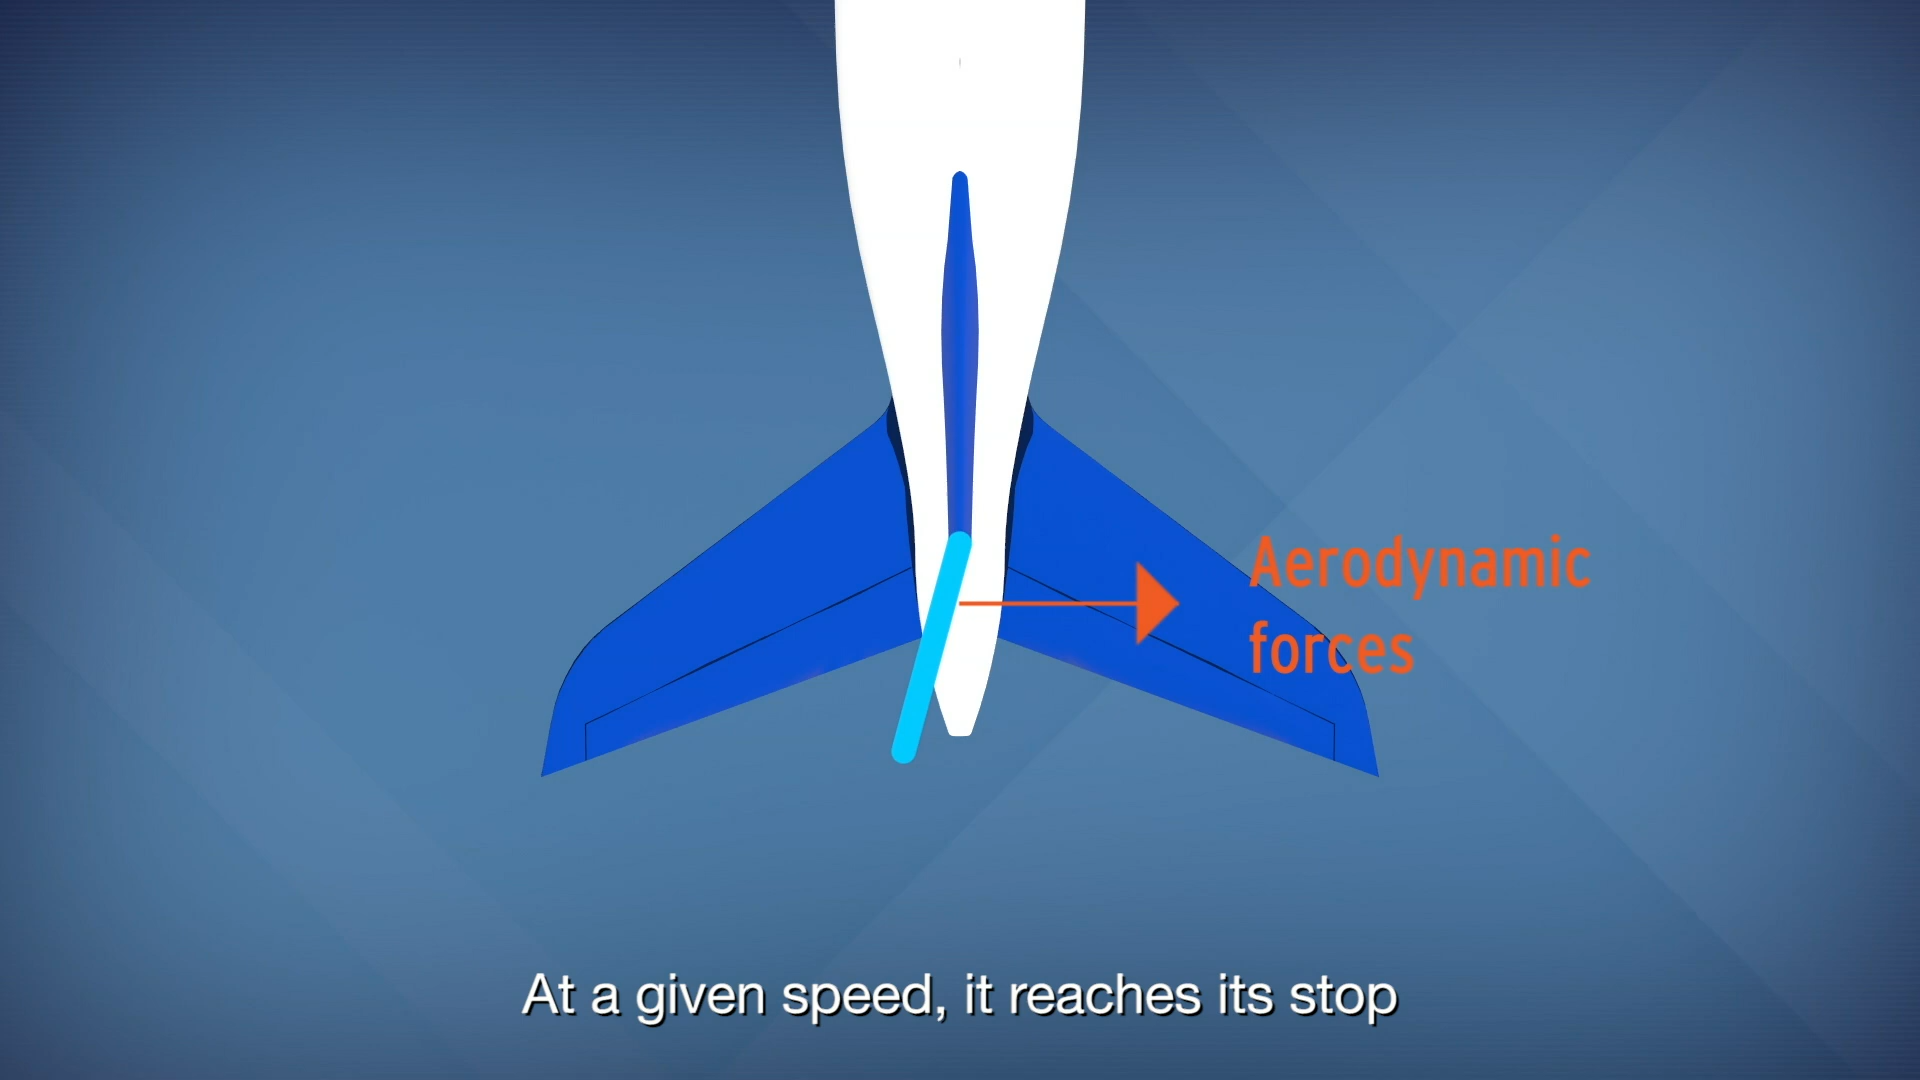 Aerodynamic
forces
At a given speed, it reaches its stop